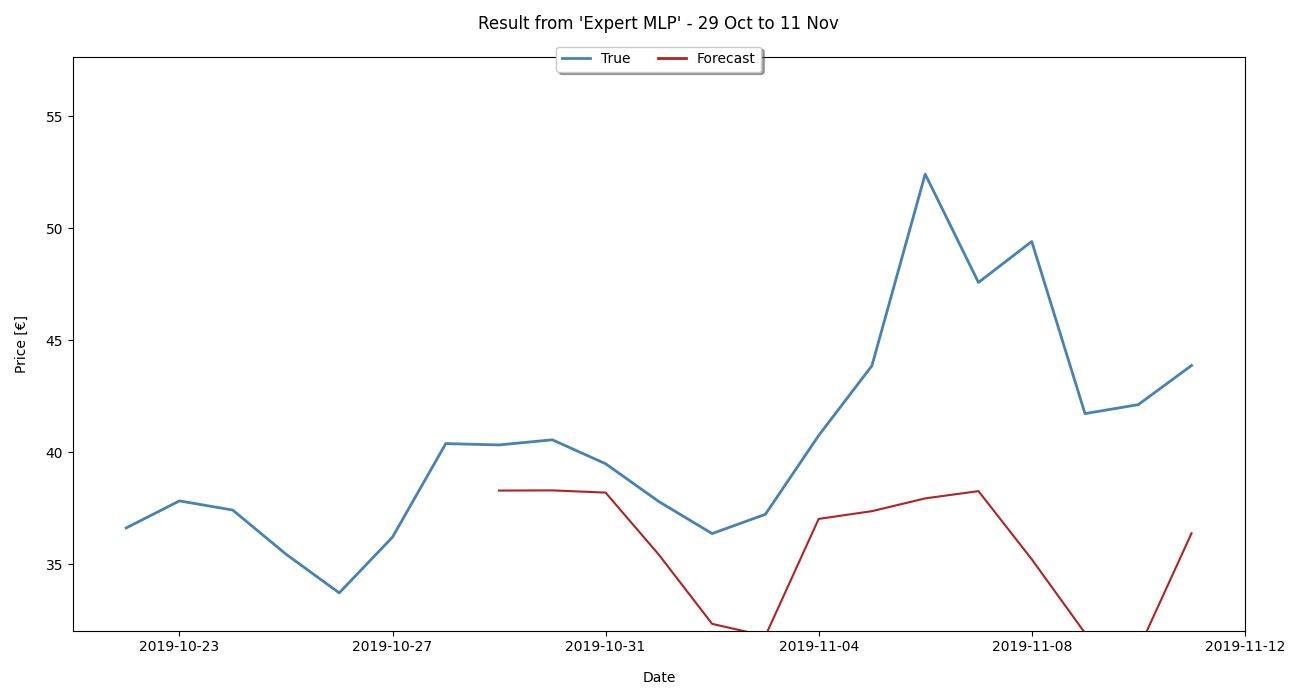 Result from 'Expert MLP' - 29 Oct to 11 Nov
True Forecast
55
50
45
40
35
Price [€]
2019-10-23 2019-10-27 2019-10-31 2019-11-04 2019-11-08 2019-11-12
Date